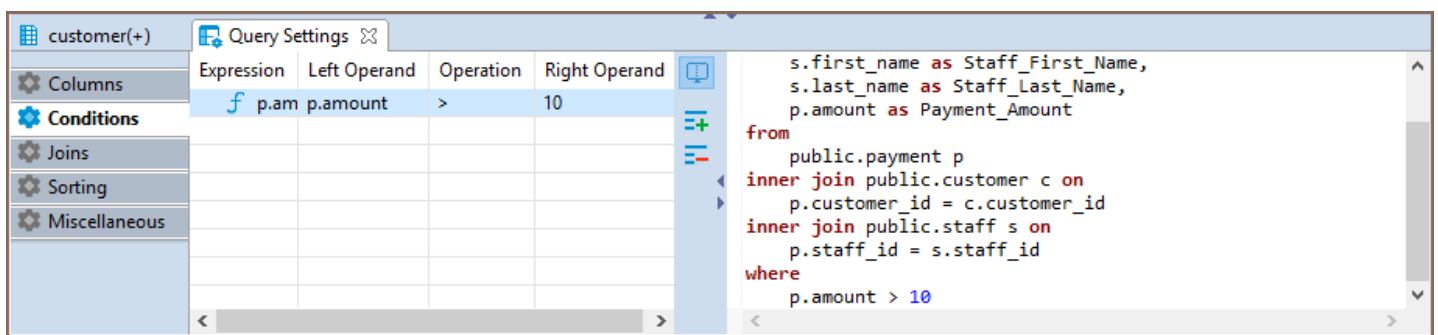 customer(+)
Query Settings
Columns
Conditions
Joins
Sorting
Miscellaneous
Expression Left Operand Operation Right Operand
p.am p.amount > 10
s.first_name as Staff_First_Name,
s.last_name as Staff_Last_Name,
p.amount as Payment_Amount
from
public.payment p
inner join public.customer c on
p.customer_id = c.customer_id
inner join public.staff s on
p.staff_id = s.staff_id
where
p.amount > 10